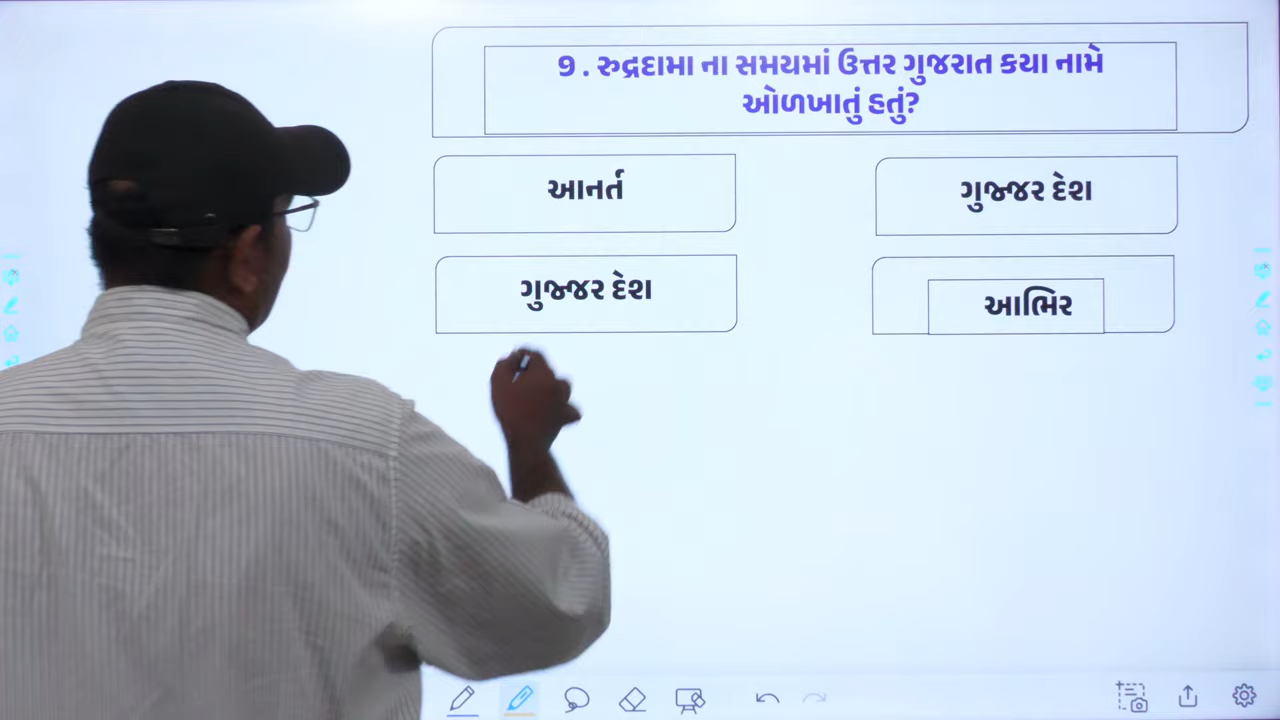 9 . રુદ્રદામા ના સમયમાં ઉત્તર ગુજરાત કયા નામે
ઓળખાતું હતું?
આનર્ત
ગુજ્જર દેશ
ગુજ્જર દેશ
આભિર